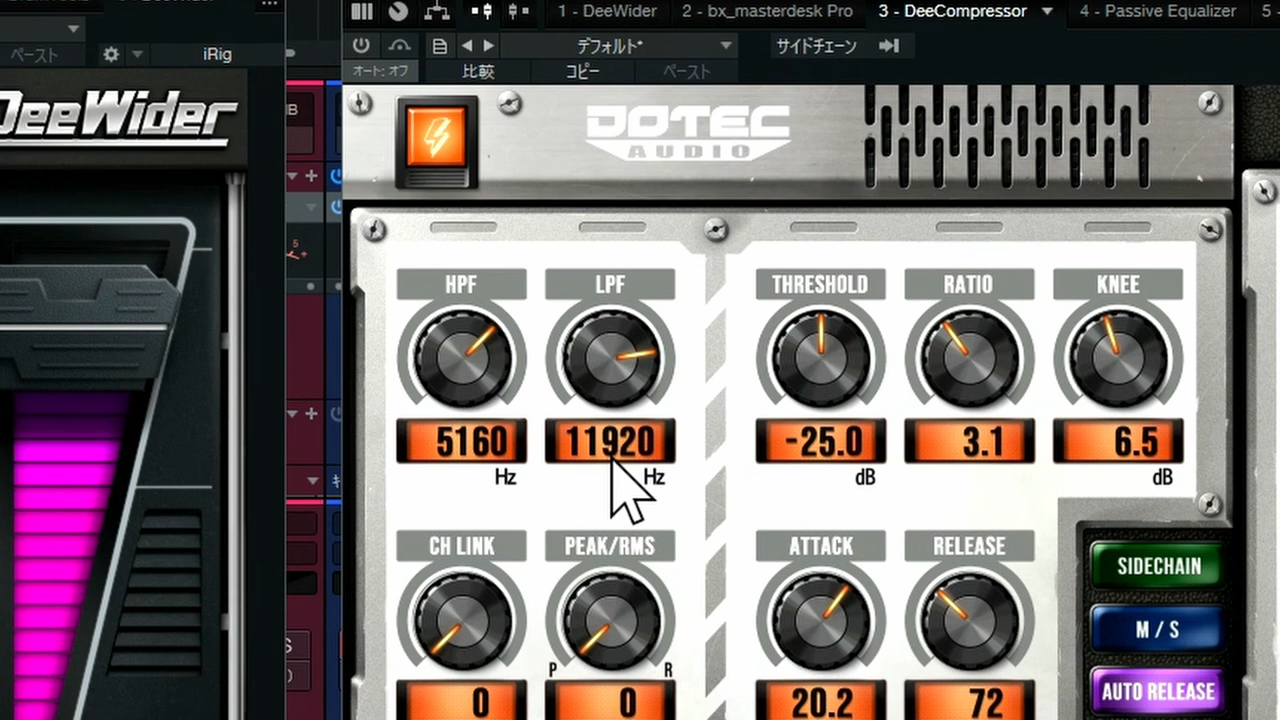 1 - DeeWider
2 - bx_masterdesk Pro
3 - DeeCompressor
4 - Passive Equalizer
5 -
デフォルト*
サイドチェーン
オート: オフ
比較
コピー
ペースト
ペースト
iRig
DeeWider
DOTEC
AUDIO
HPF
LPF
THRESHOLD
RATIO
KNEE
5160
11920
-25.0
3.1
6.5
Hz
Hz
dB
dB
CH LINK
PEAK/RMS
ATTACK
RELEASE
P
R
0
0
20.2
72
SIDECHAIN
M / S
AUTO RELEASE